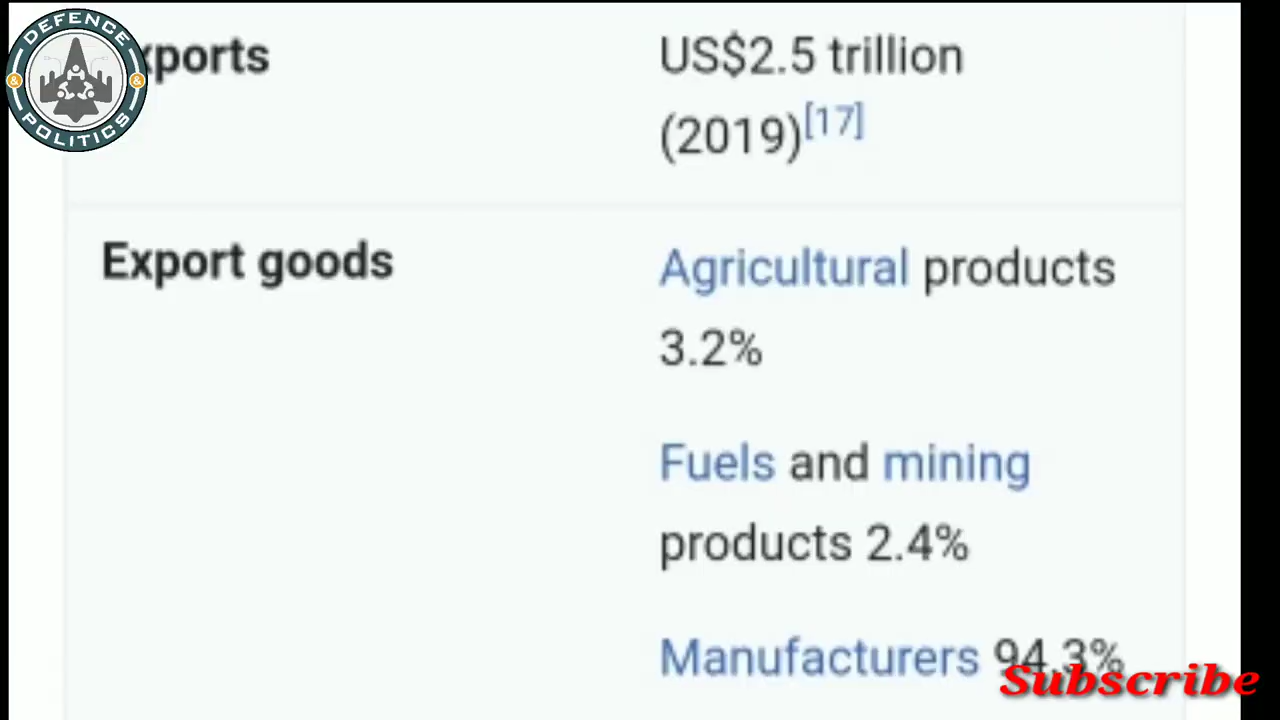 DEFENCE
& &
POLITICS
xports
US$2.5 trillion
(2019)[17]
Export goods
Agricultural products
3.2%
Fuels and mining
products 2.4%
Manufacturers 94.3%
Subscribe